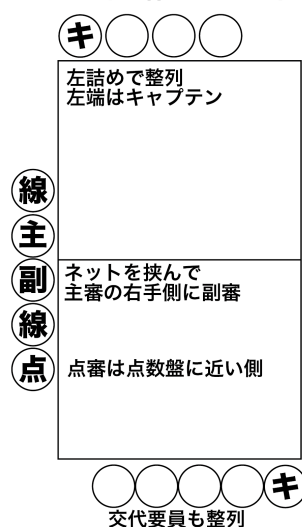 キ
左詰めで整列
左端はキャプテン
線
主
副
線
点
ネットを挟んで
主審の右手側に副審
点審は点数盤に近い側
キ
交代要員も整列